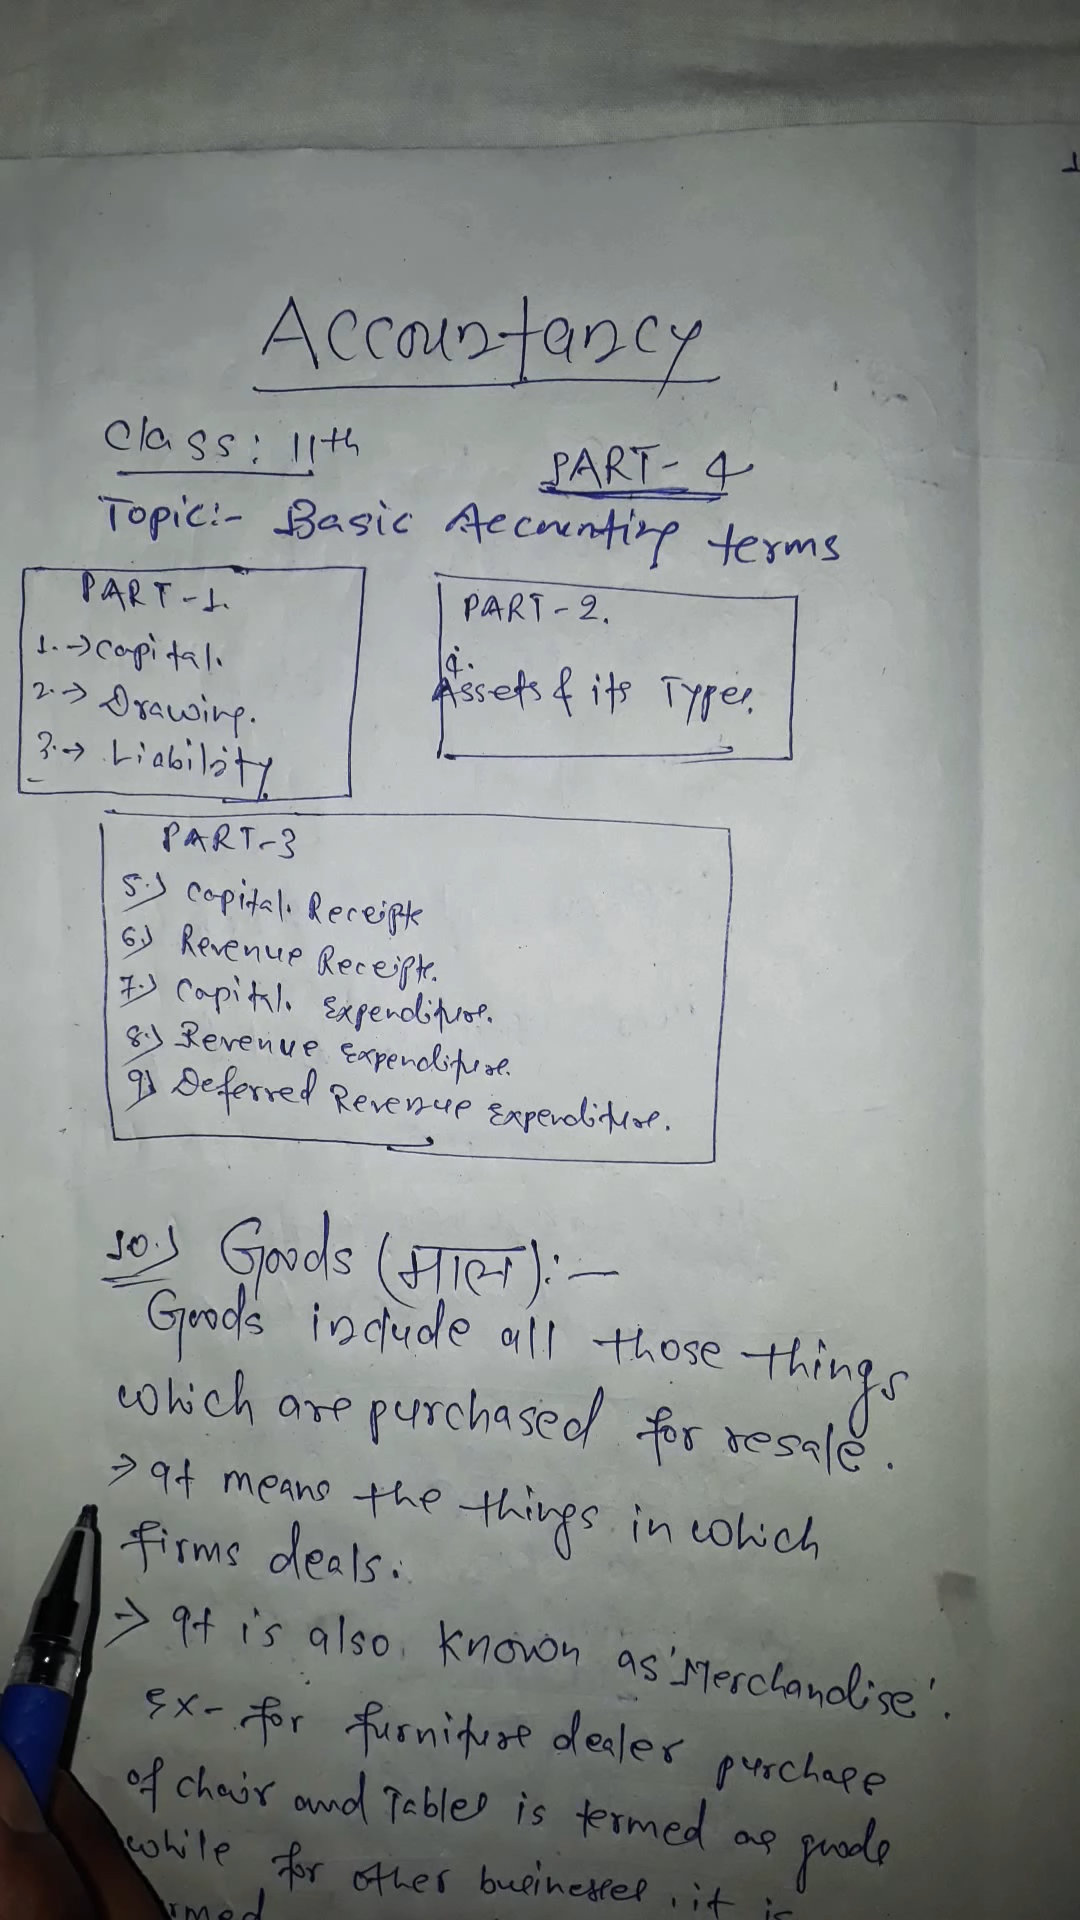 Accountancy
Class: 11th
PART- 4
Topic:- Basic Accounting terms
PART-1.
1.→Capital.
2.→ Drawing.
3.→ Liability
PART-2.
4.
Assets & its Types.
PART-3
5.) Capital. Receipts
6.) Revenue Receipts.
7.) Capital. Expenditure.
8.) Revenue Expenditure.
9) Deferred Revenue Expenditure.
10.) Goods (माल):-
Goods include all those things
which are purchased for resale.
→ It means the things in which
firms deals.
→ It is also known as 'Merchandise'.
Ex- for furniture dealer purchase
of chair and Tables is termed as goods
while for other businesses, it is